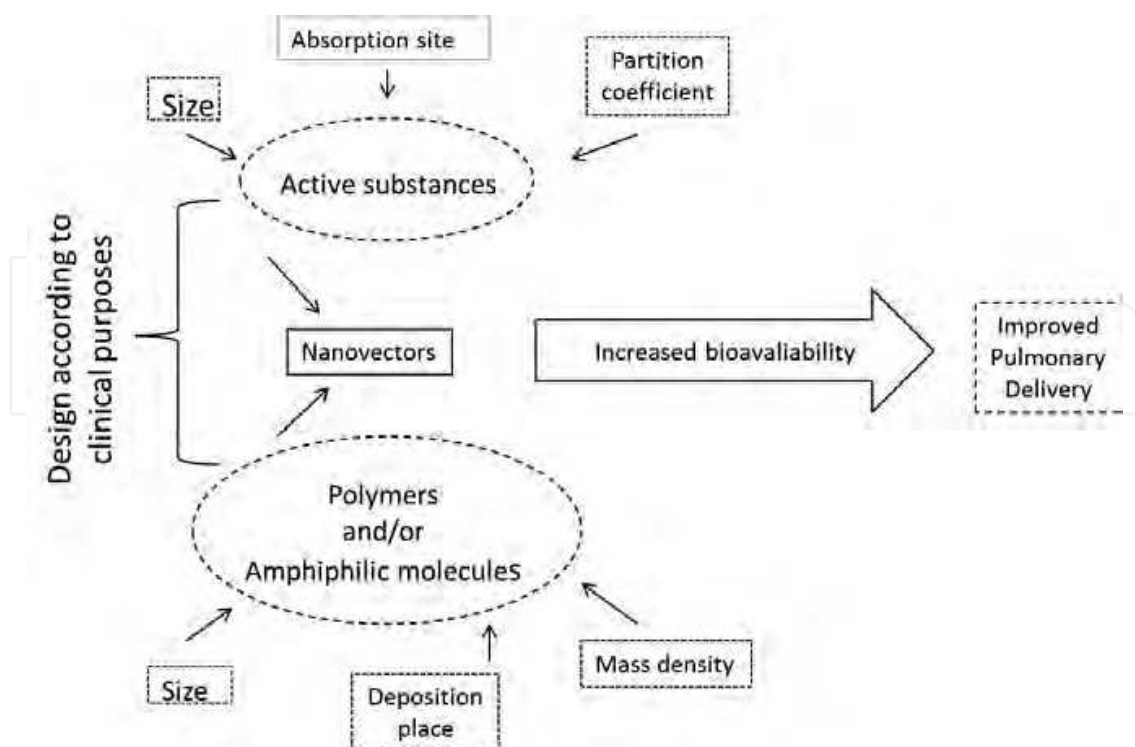 Absorption site
Partition
coefficient
Size
Active substances
Design according to
clinical purposes
Nanovectors
Increased bioavaliability
Improved
Pulmonary
Delivery
Polymers
and/or
Amphiphilic molecules
Size
Deposition
place
Mass density